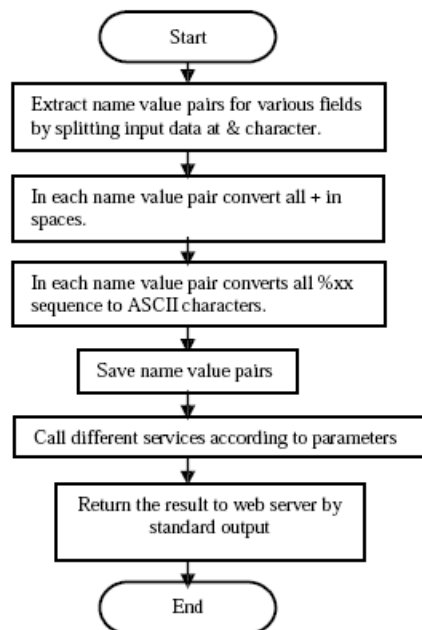 Start
Extract name value pairs for various fields
by splitting input data at & character.
In each name value pair convert all + in
spaces.
In each name value pair converts all %xx
sequence to ASCII characters.
Save name value pairs
Call different services according to parameters
Return the result to web server by
standard output
End